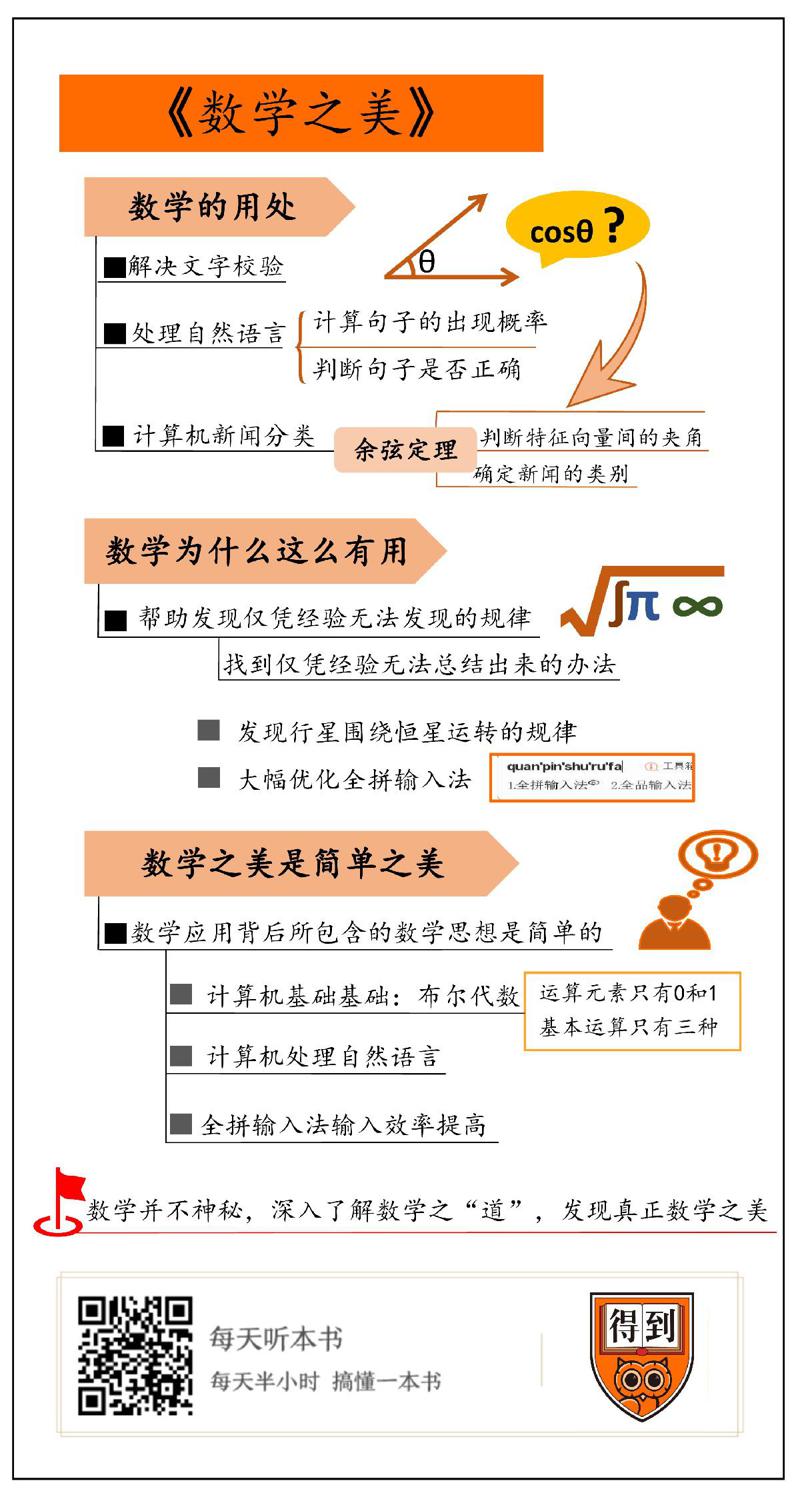 《数学之美》
数学的用处
cosθ ?
θ
■解决文字校验
■处理自然语言
计算句子的出现概率
判断句子是否正确
■ 计算机新闻分类
余弦定理
判断特征向量间的夹角
确定新闻的类别
数学为什么这么有用
√∫π ∞
■ 帮助发现仅凭经验无法发现的规律
找到仅凭经验无法总结出来的办法
■ 发现行星围绕恒星运转的规律
■ 大幅优化全拼输入法
quan'pin'shu'ru'fa
工具箱
1.全拼输入法 2.全品输入法
数学之美是简单之美
■数学应用背后所包含的数学思想是简单的
■ 计算机基础基础：布尔代数
运算元素只有0和1
基本运算只有三种
■ 计算机处理自然语言
■ 全拼输入法输入效率提高
数学并不神秘，深入了解数学之“道”，发现真正数学之美
每天听本书
每天半小时 搞懂一本书
得到